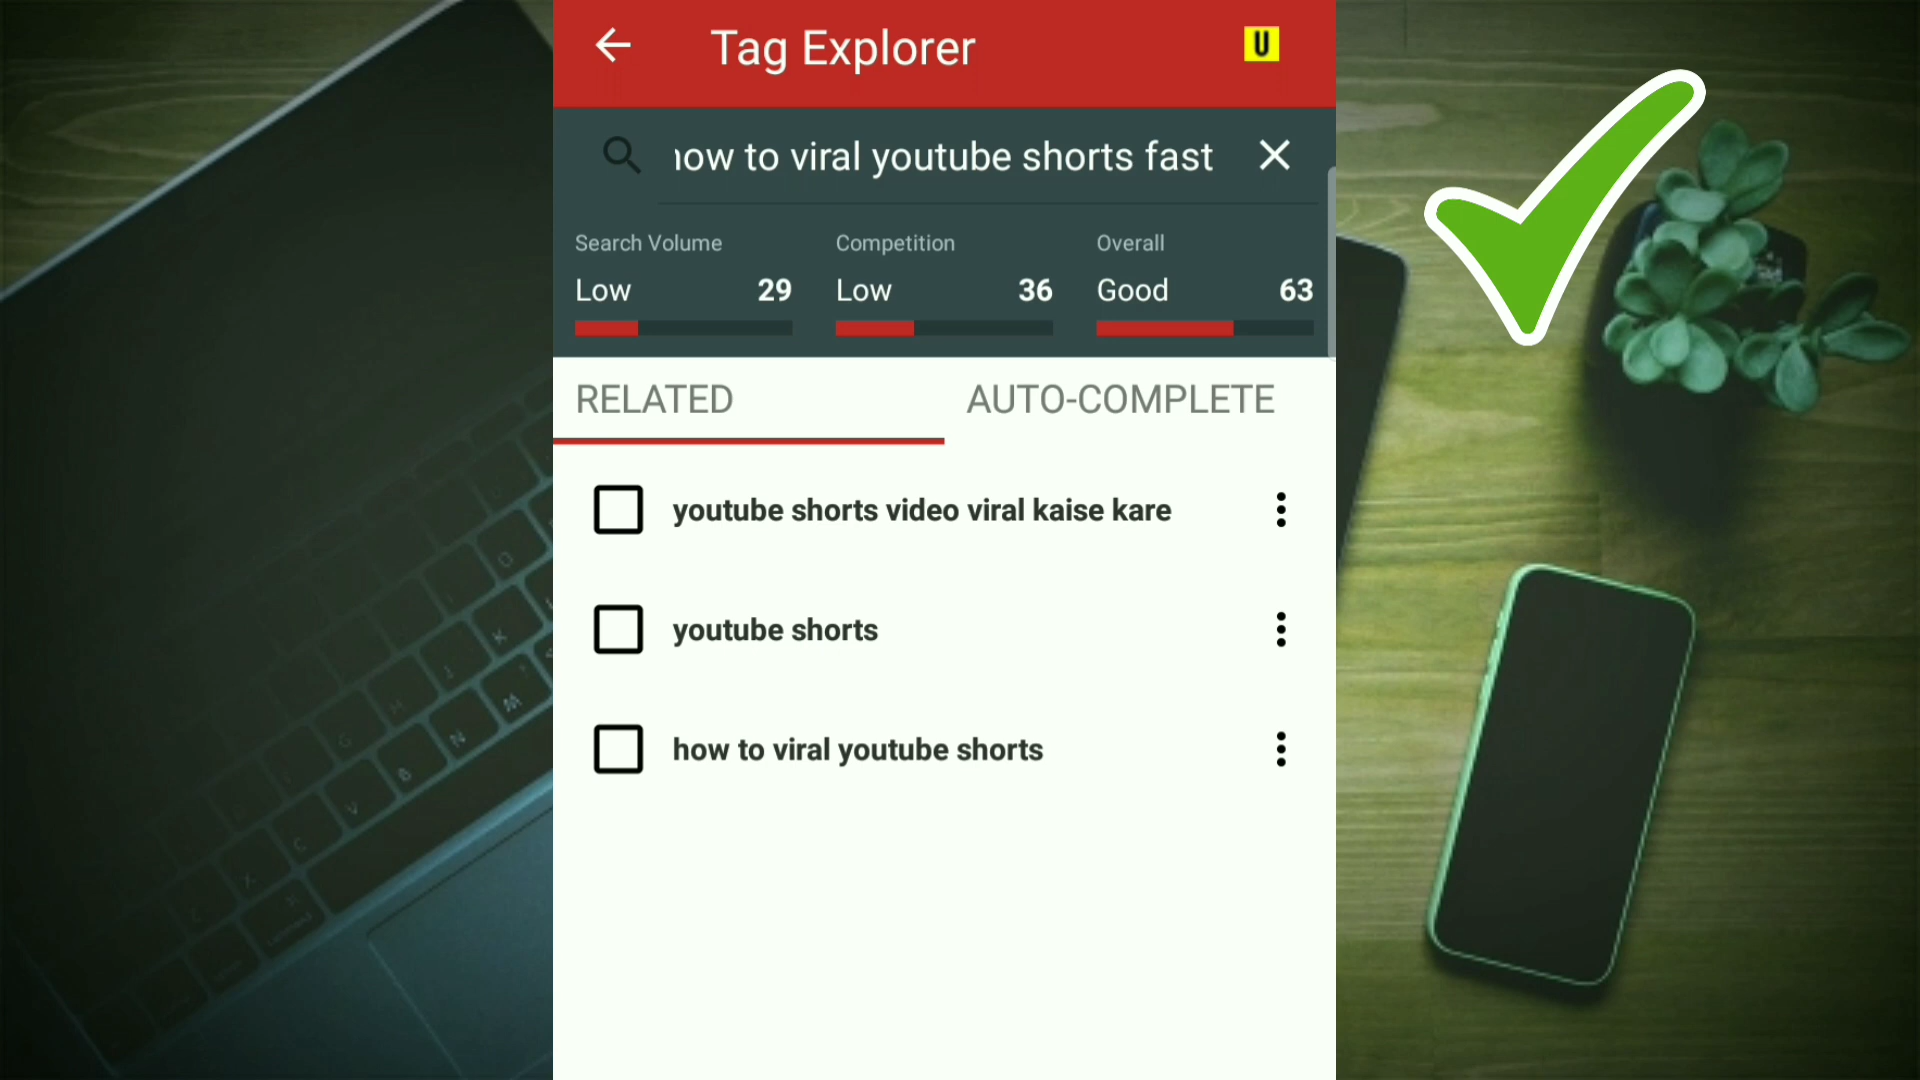 Tag Explorer
U
how to viral youtube shorts fast
Search Volume Competition Overall
Low 29 Low 36 Good 63
RELATED AUTO-COMPLETE
youtube shorts video viral kaise kare
youtube shorts
how to viral youtube shorts